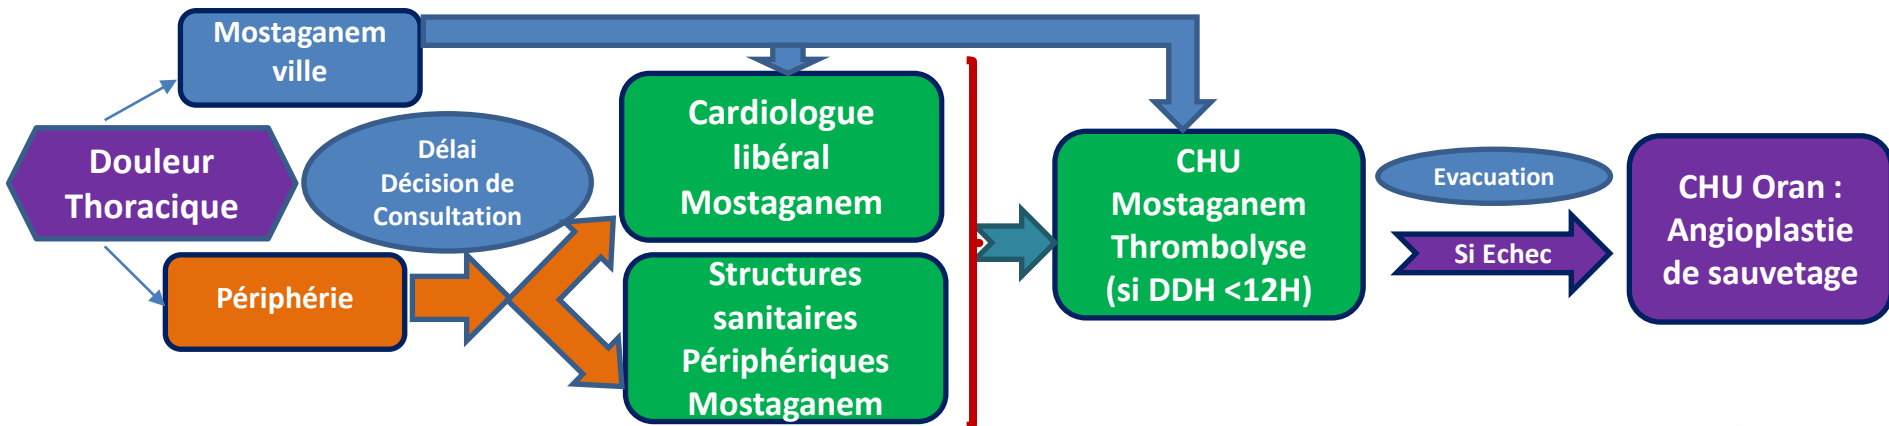 Mostaganem
ville
Douleur
Thoracique
Délai
Décision de
Consultation
Périphérie
Cardiologue
libéral
Mostaganem
Structures
sanitaires
Périphériques
Mostaganem
CHU
Mostaganem
Thrombolyse
(si DDH <12H)
Evacuation
Si Echec
CHU Oran :
Angioplastie
de sauvetage